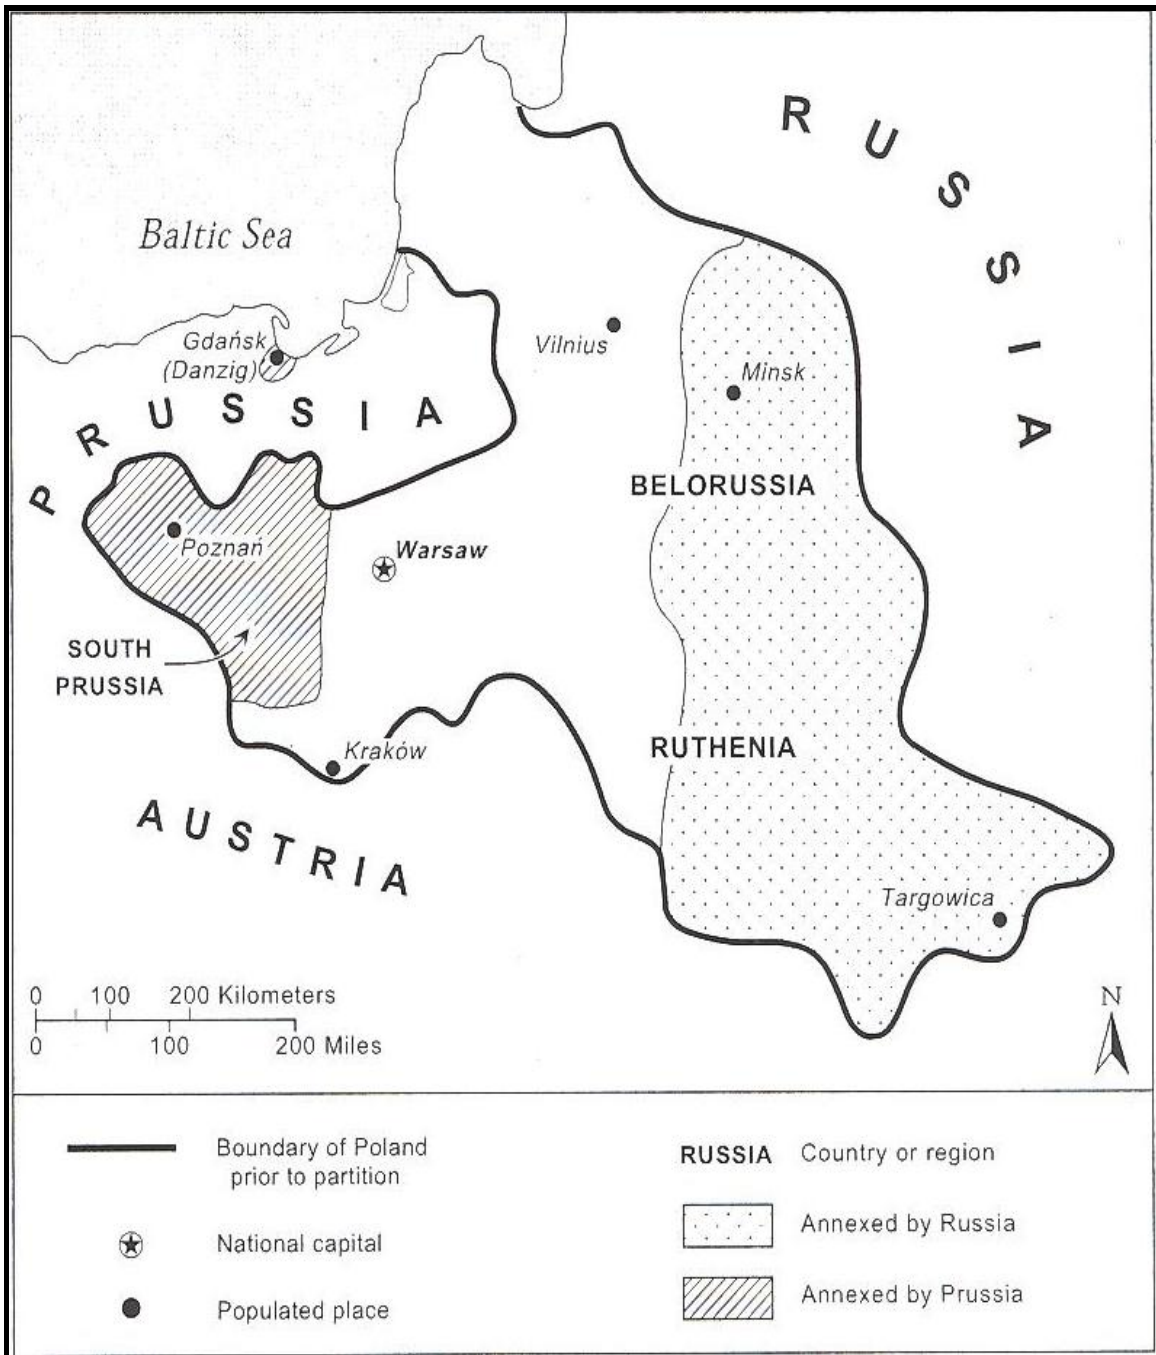 RUSSIA
Baltic Sea
Gdańsk
(Danzig)
Vilnius
Minsk
PRUSSIA
BELORUSSIA
Poznań
Warsaw
SOUTH
PRUSSIA
RUTHENIA
Kraków
AUSTRIA
Targowica
0 100 200 Kilometers
0 100 200 Miles
N
Boundary of Poland
prior to partition
National capital
Populated place
RUSSIA Country or region
Annexed by Russia
Annexed by Prussia